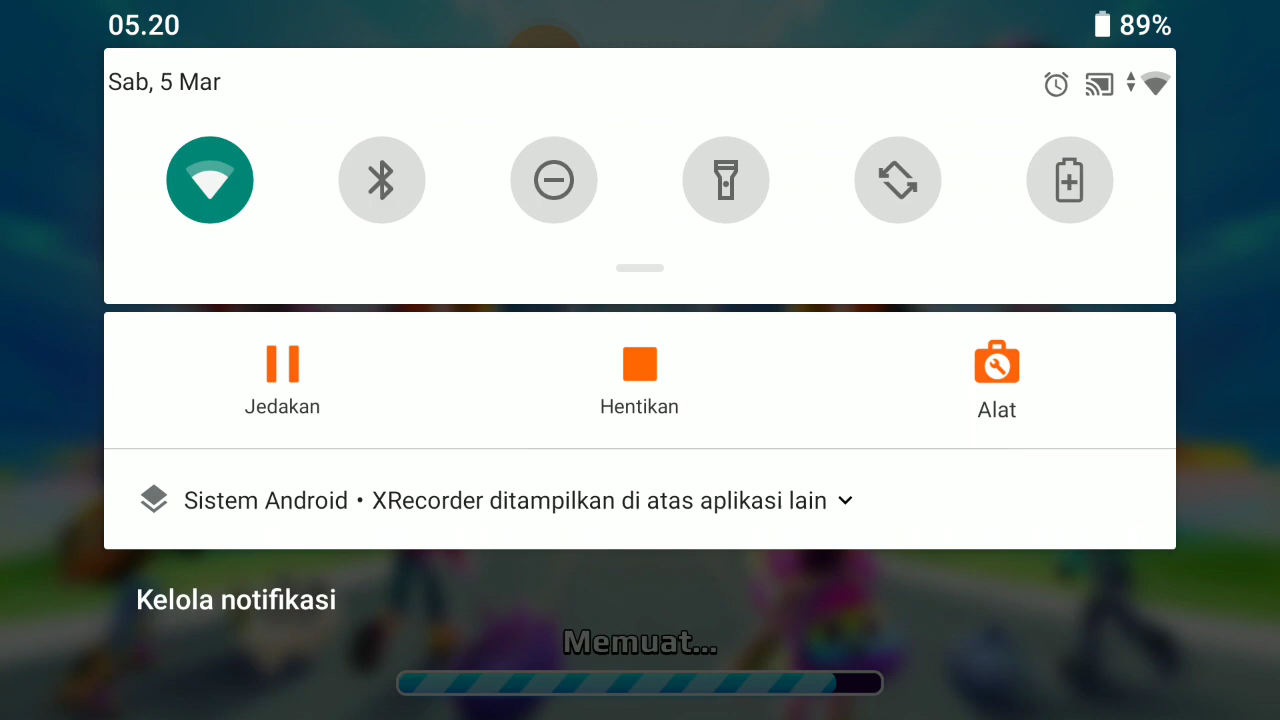 05.20
89%
Sab, 5 Mar
Jedakan
Hentikan
Alat
Sistem Android • XRecorder ditampilkan di atas aplikasi lain
Kelola notifikasi
Memuat...